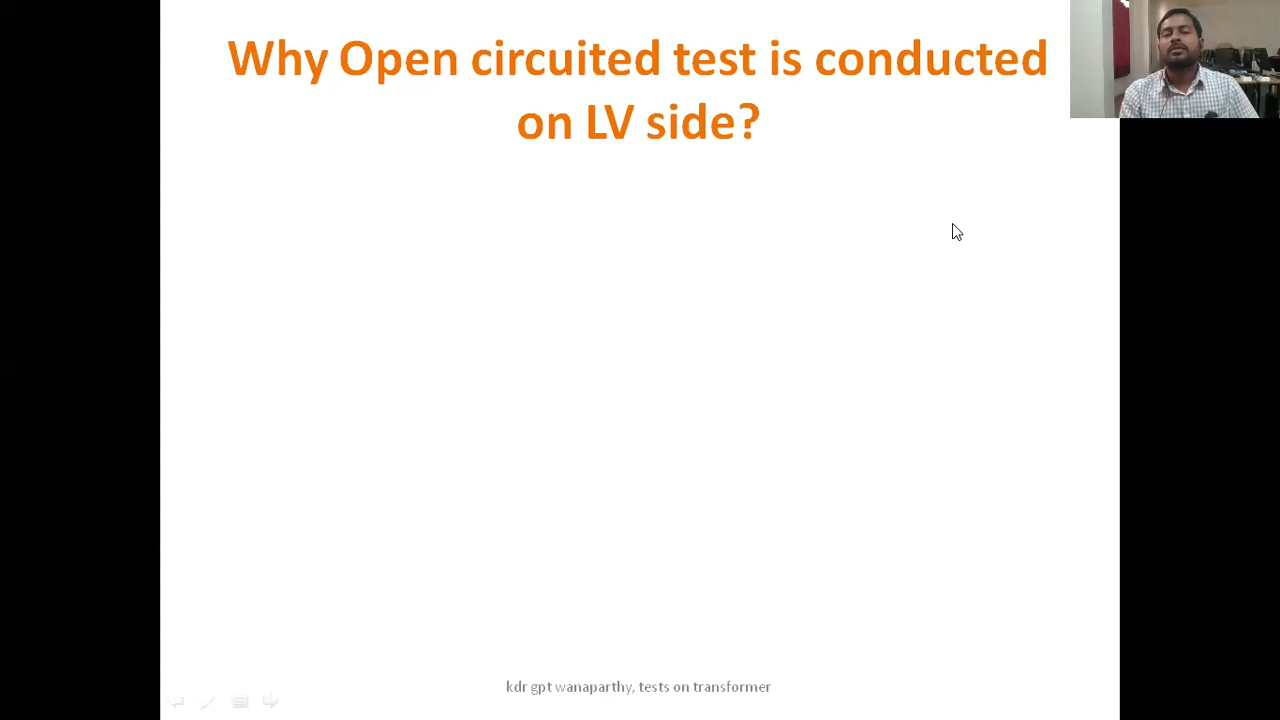 Why Open circuited test is conducted
on LV side?
kdr gpt wanaparthy, tests on transformer